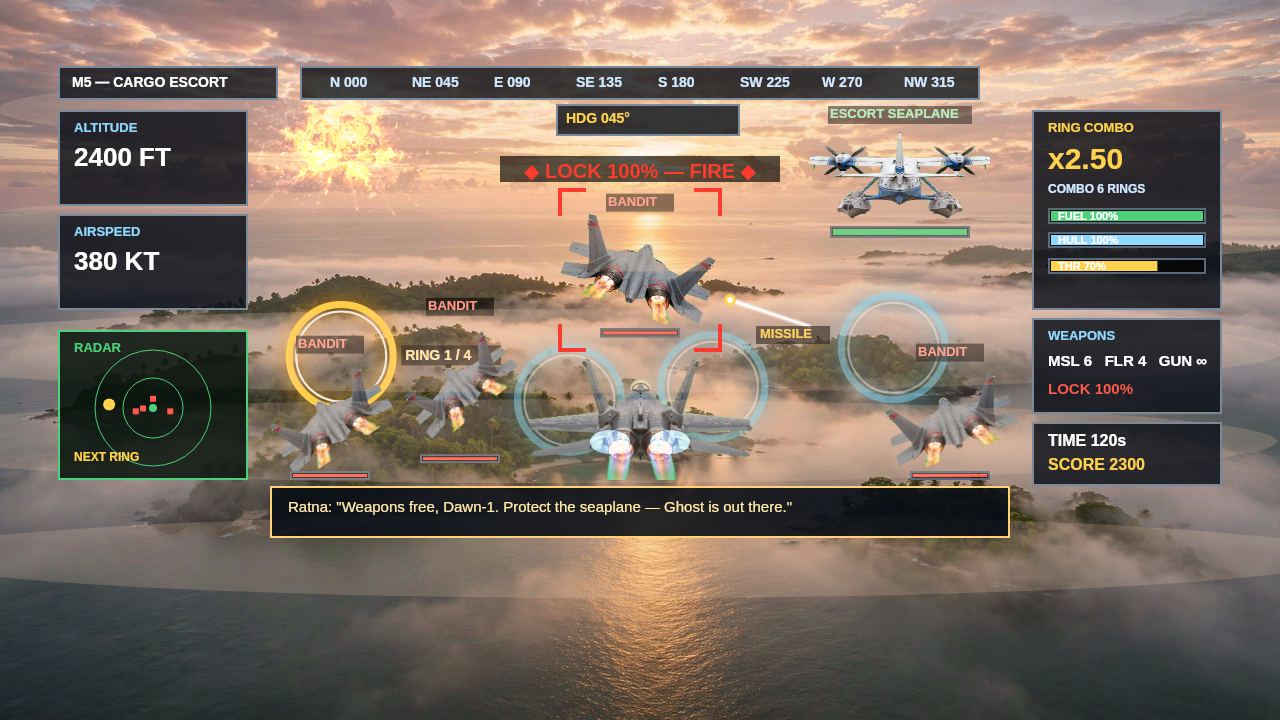 M5 — CARGO ESCORT
N 000 NE 045 E 090 SE 135 S 180 SW 225 W 270 NW 315
HDG 045°
ALTITUDE
2400 FT
AIRSPEED
380 KT
RADAR
NEXT RING
◆ LOCK 100% — FIRE ◆
BANDIT
ESCORT SEAPLANE
BANDIT
BANDIT
RING 1 / 4
MISSILE
BANDIT
RING COMBO
x2.50
COMBO 6 RINGS
FUEL 100%
HULL 100%
THR 70%
WEAPONS
MSL 6 FLR 4 GUN ∞
LOCK 100%
TIME 120s
SCORE 2300
Ratna: "Weapons free, Dawn-1. Protect the seaplane — Ghost is out there."